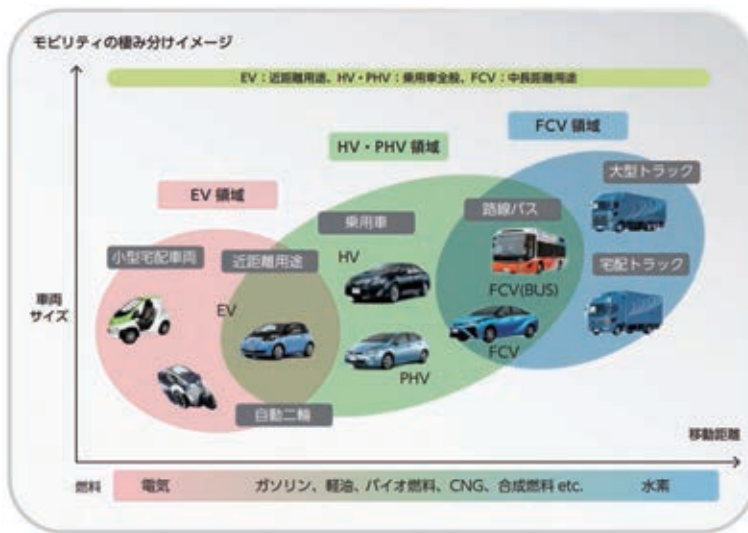 モビリティの棲み分けイメージ
EV：近距離用途、HV・PHV：乗用車全般、FCV：中長距離用途
FCV 領域
HV・PHV 領域
EV 領域
大型トラック
路線バス
乗用車
小型宅配車両
近距離用途
HV
宅配トラック
FCV(BUS)
車両
サイズ
EV
FCV
PHV
自動二輪
移動距離
燃料
電気
ガソリン、軽油、バイオ燃料、CNG、合成燃料 etc.
水素